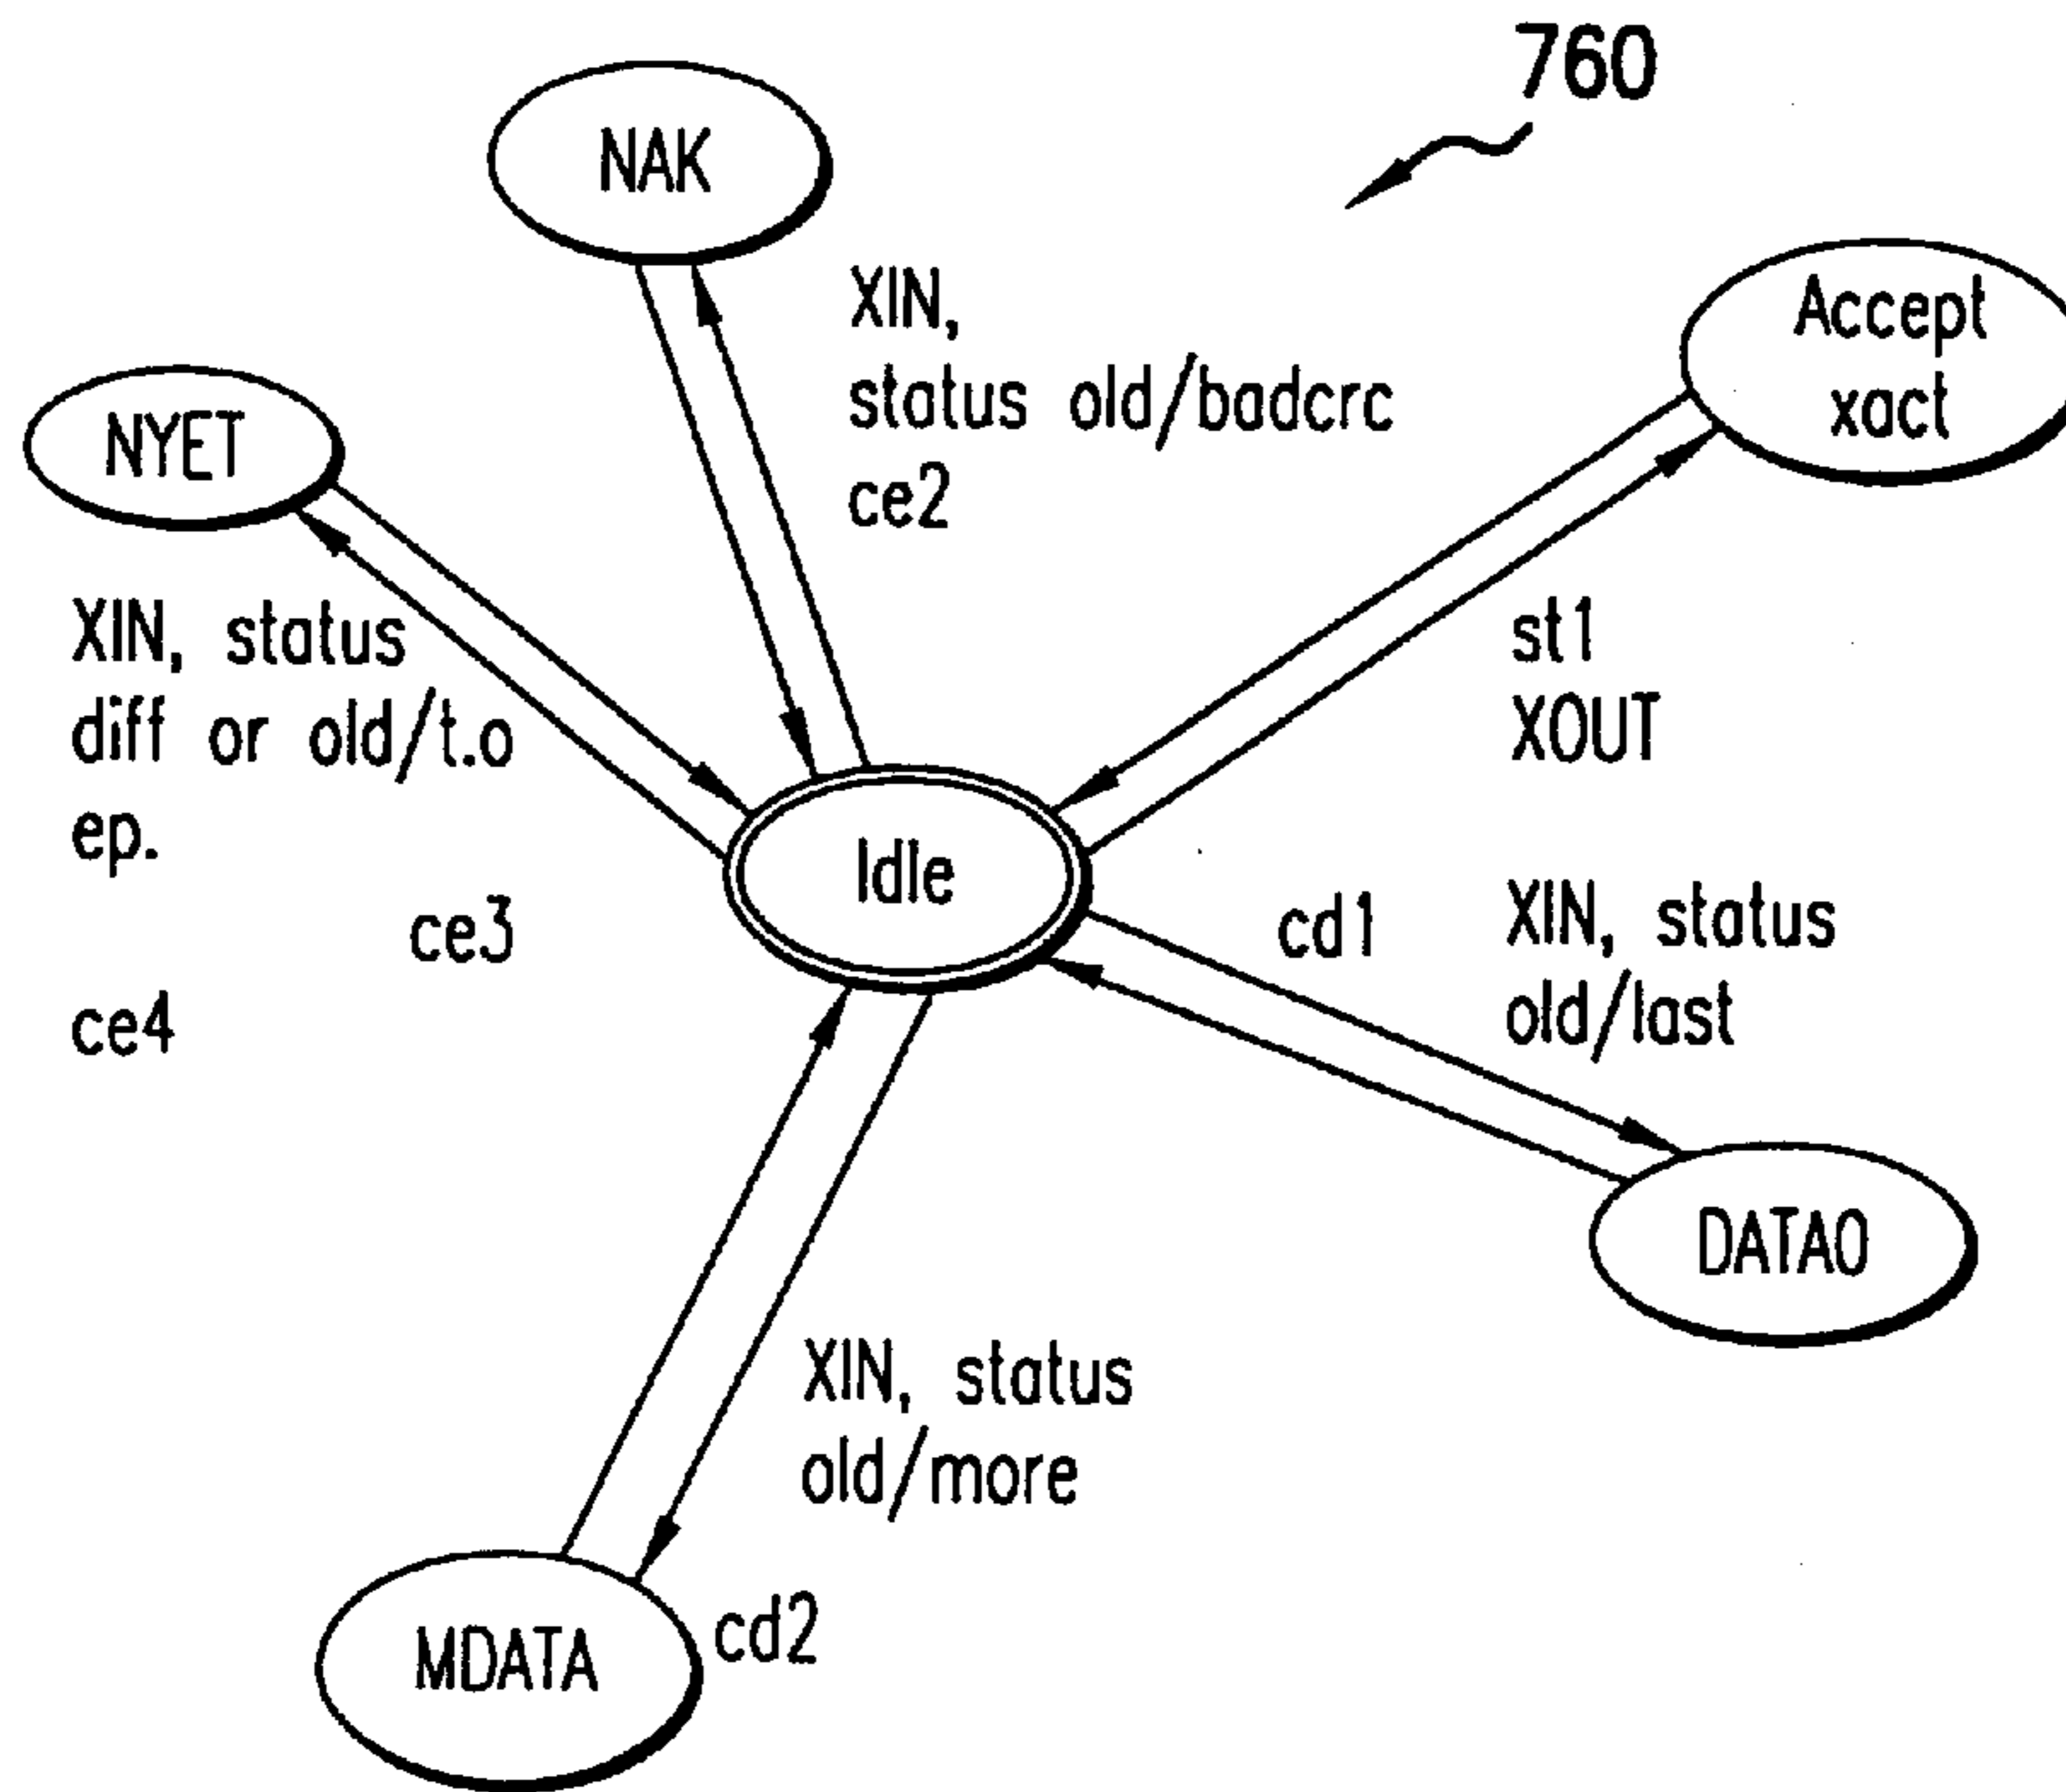 760
NAK
XIN,
status old/badcrc
ce2
Accept
xact
NYET
XIN, status
diff or old/t.o
ep.
ce3
ce4
st1
XOUT
Idle
cd1
XIN, status
old/last
DATA0
XIN, status
old/more
MDATA
cd2